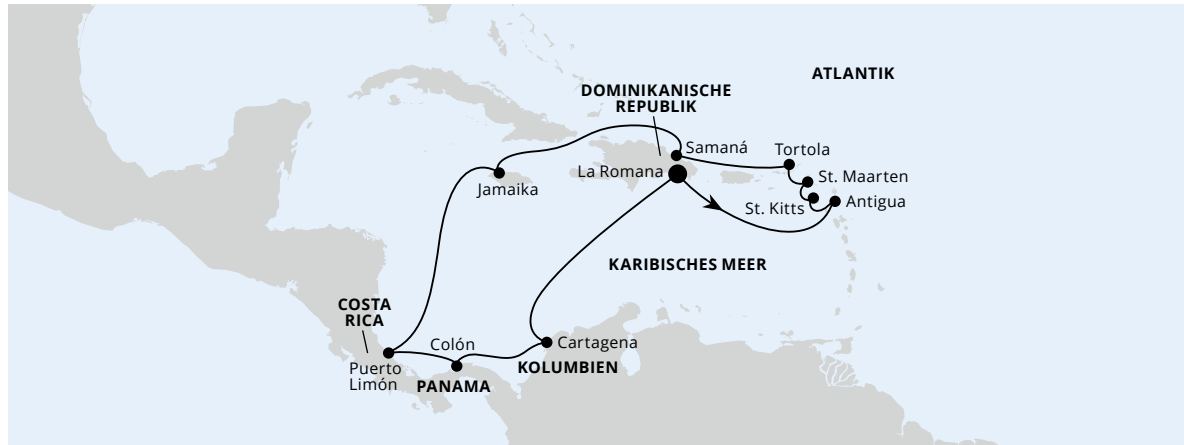 ATLANTIK
DOMINIKANISCHE
REPUBLIK
Samaná
Tortola
La Romana
St. Maarten
Jamaika
St. Kitts
Antigua
KARIBISCHES MEER
COSTA
RICA
Colón
Cartagena
Puerto
Limón
KOLUMBIEN
PANAMA